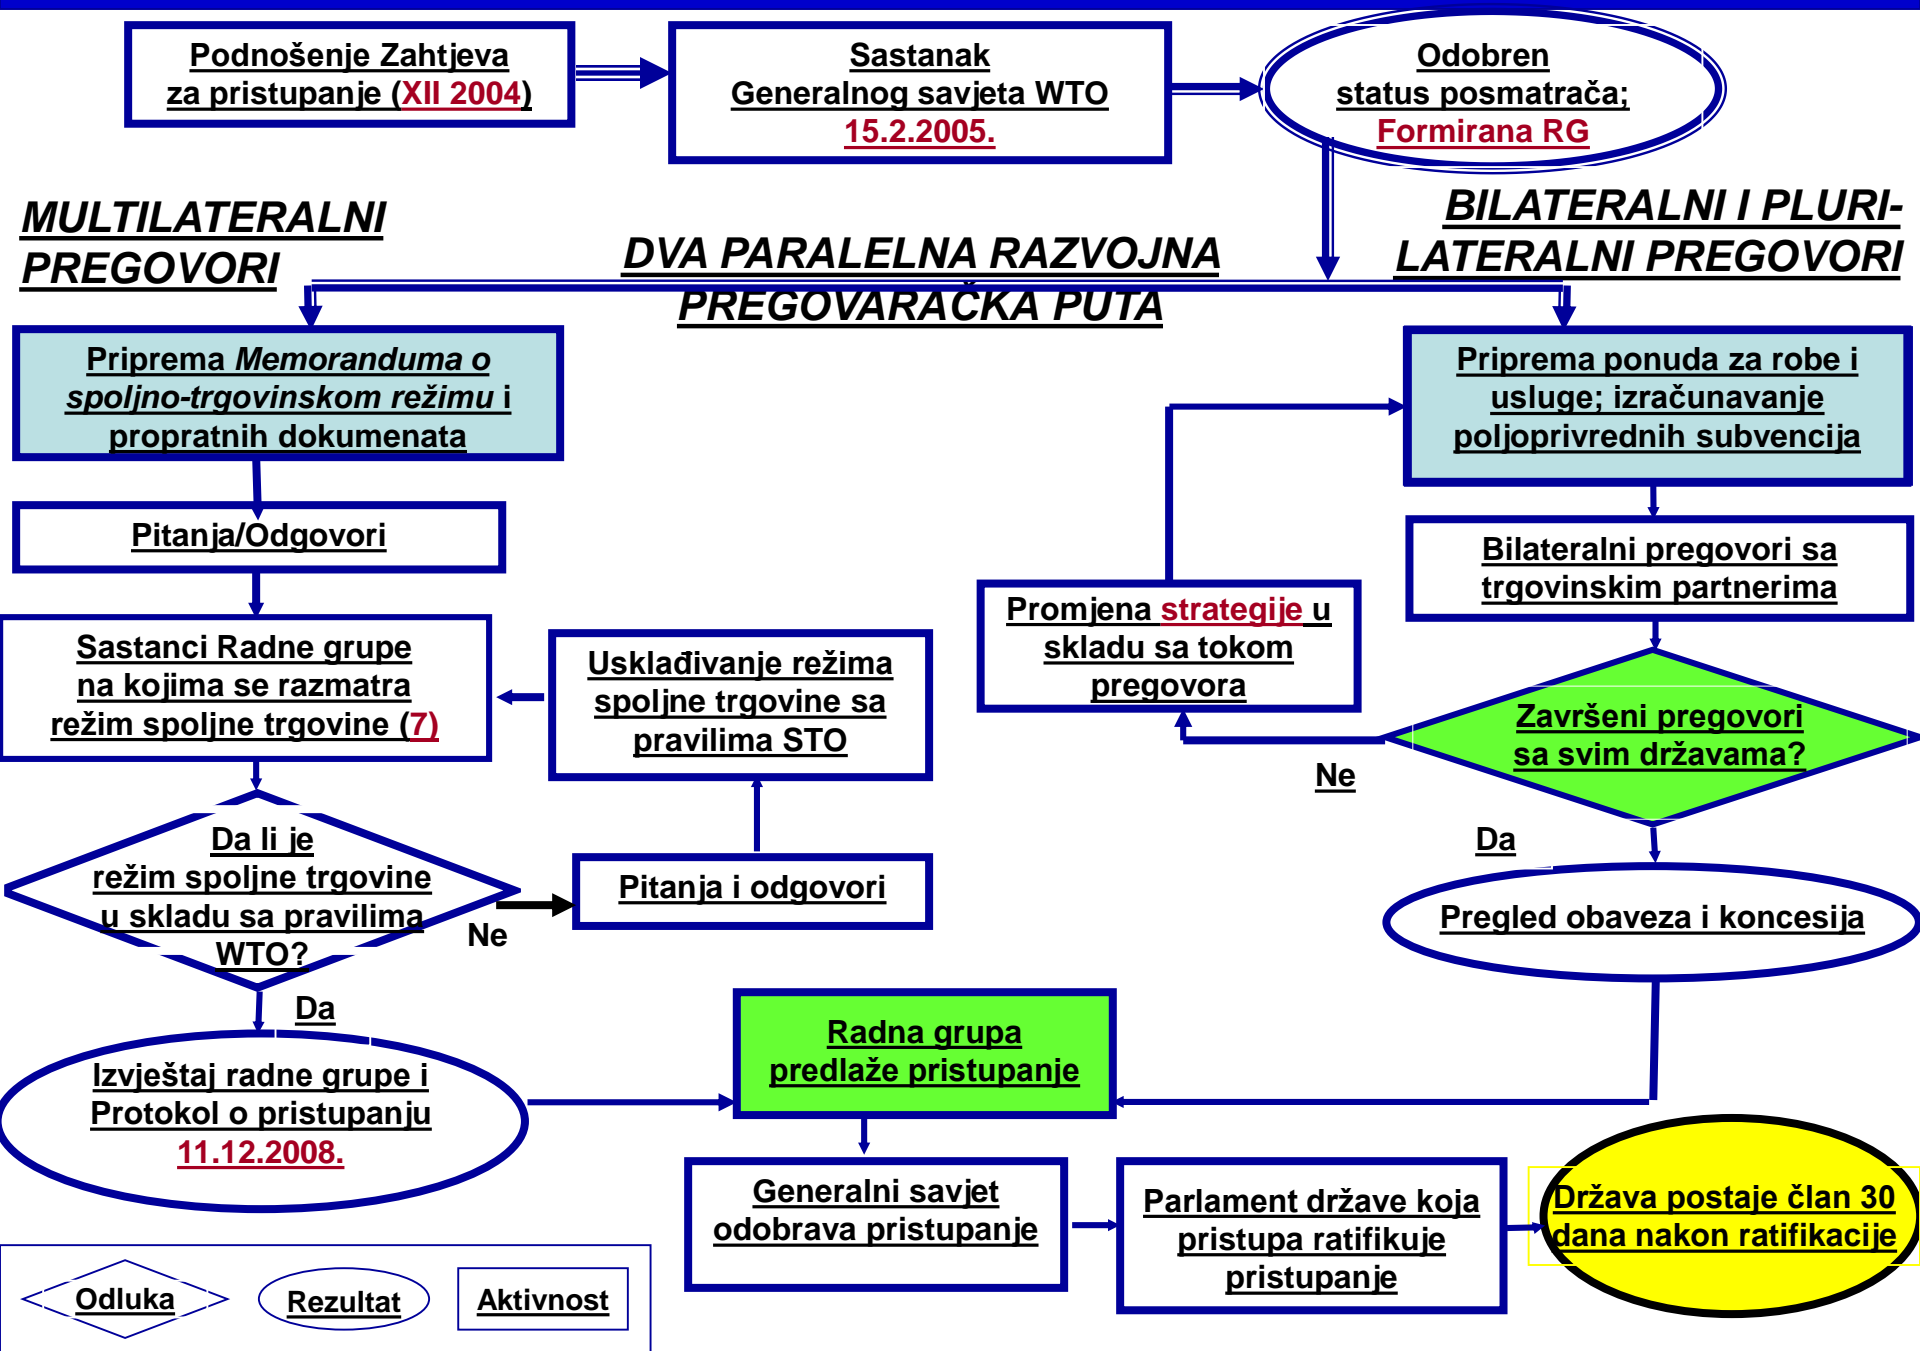 Podnošenje Zahtjeva
za pristupanje (XII 2004)
Sastanak
Generalnog savjeta WTO
15.2.2005.
Odobren
status posmatrača;
Formirana RG
MULTILATERALNI
PREGOVORI
DVA PARALELNA RAZVOJNA
PREGOVARAČKA PUTA
BILATERALNI I PLURI-
LATERALNI PREGOVORI
Priprema Memoranduma o
spoljno-trgovinskom režimu i
propratnih dokumenata
Pitanja/Odgovori
Sastanci Radne grupe
na kojima se razmatra
režim spoljne trgovine (7)
Usklađivanje režima
spoljne trgovine sa
pravilima STO
Da li je
režim spoljne trgovine
u skladu sa pravilima
WTO?
Ne
Pitanja i odgovori
Da
Izvještaj radne grupe i
Protokol o pristupanju
11.12.2008.
Priprema ponuda za robe i
usluge; izračunavanje
poljoprivrednih subvencija
Bilateralni pregovori sa
trgovinskim partnerima
Promjena strategije u
skladu sa tokom
pregovora
Završeni pregovori
sa svim državama?
Ne
Da
Pregled obaveza i koncesija
Radna grupa
predlaže pristupanje
Generalni savjet
odobrava pristupanje
Parlament države koja
pristupa ratifikuje
pristupanje
Država postaje član 30
dana nakon ratifikacije
Odluka
Rezultat
Aktivnost